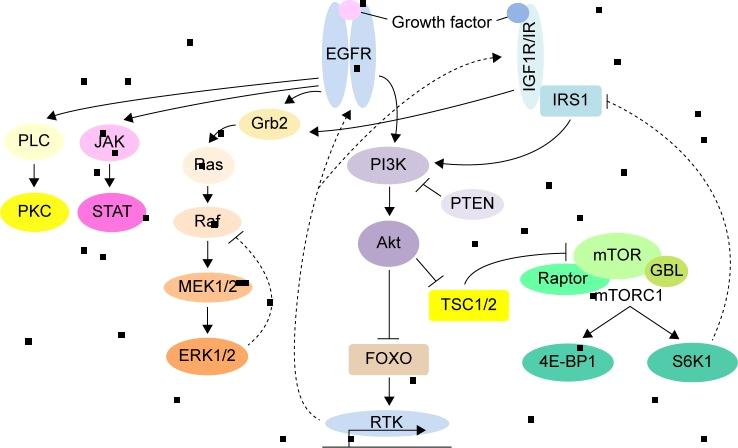 Growth factor
EGFR
IGF1R/IR
IRS1
Grb2
PLC
JAK
Ras
PI3K
PTEN
PKC
STAT
Raf
Akt
mTOR
GBL
Raptor
mTORC1
MEK1/2
TSC1/2
ERK1/2
FOXO
4E-BP1
S6K1
RTK